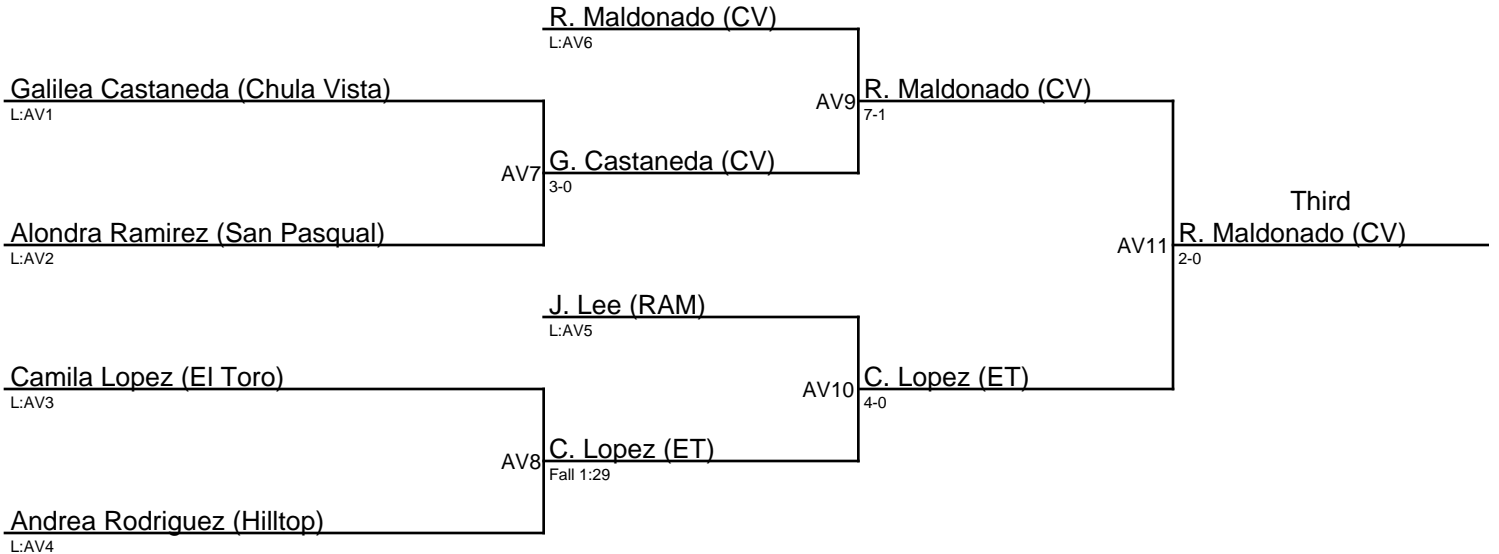 R. Maldonado (CV)
L:AV6
Galilea Castaneda (Chula Vista)
L:AV1
AV9
R. Maldonado (CV)
7-1
AV7
G. Castaneda (CV)
3-0
Third
Alondra Ramirez (San Pasqual)
L:AV2
AV11
R. Maldonado (CV)
2-0
J. Lee (RAM)
L:AV5
Camila Lopez (El Toro)
L:AV3
AV10
C. Lopez (ET)
4-0
AV8
C. Lopez (ET)
Fall 1:29
Andrea Rodriguez (Hilltop)
L:AV4